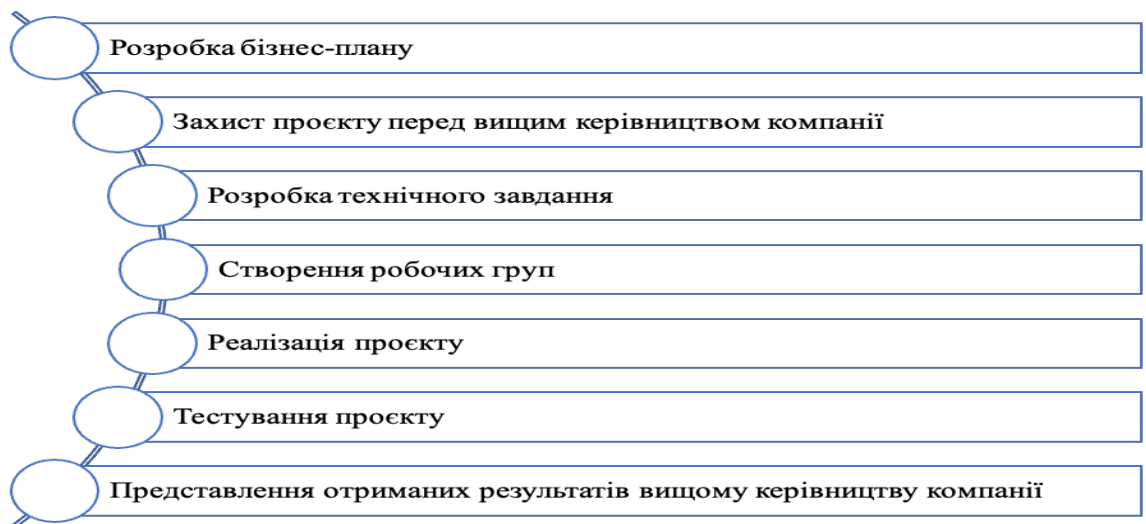 Розробка бізнес-плану
Захист проєкту перед вищим керівництвом компанії
Розробка технічного завдання
Створення робочих груп
Реалізація проєкту
Тестування проєкту
Представлення отриманих результатів вищому керівництву компанії